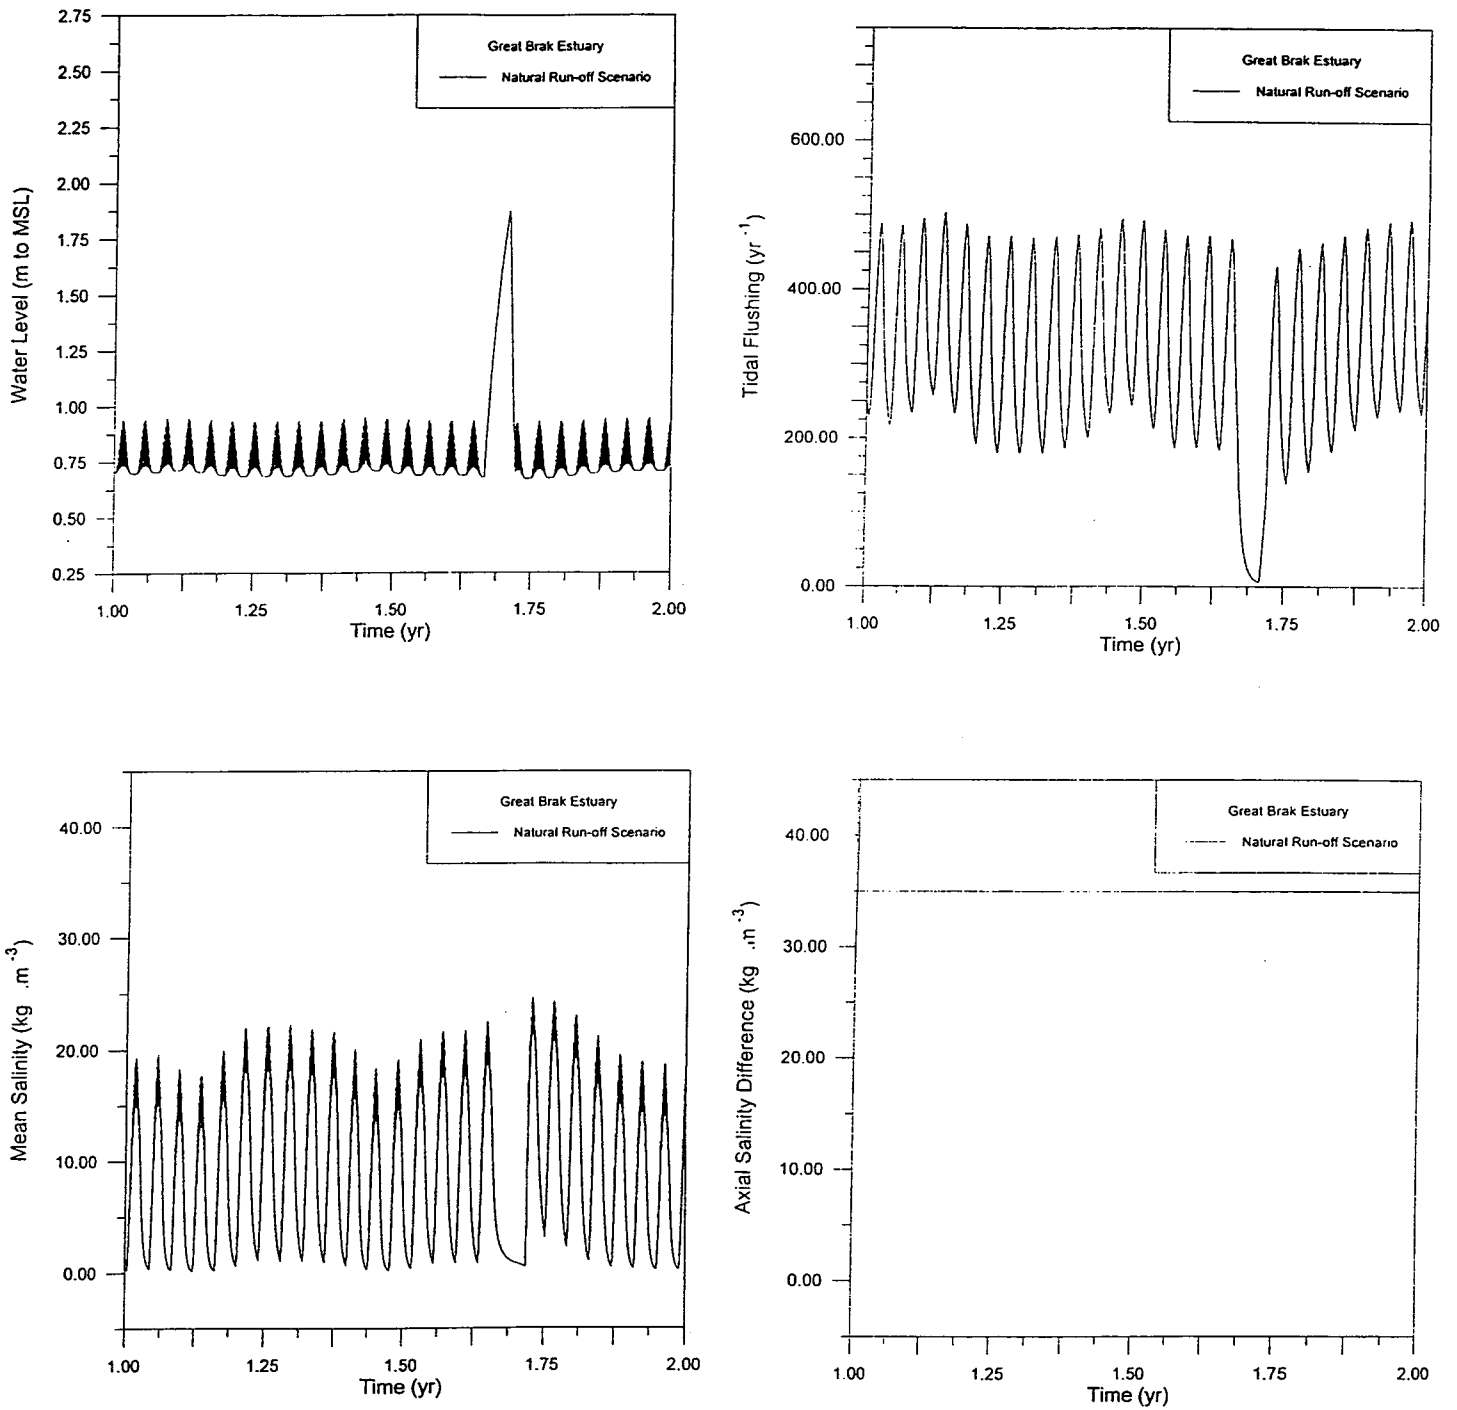 2.75
2.50
2.25
2.00
1.75
1.50
1.25
1.00
0.75
0.50
0.25
Water Level (m to MSL)
Great Brak Estuary
Natural Run-off Scenario
1.00 1.25 1.50 1.75 2.00
Time (yr)
600.00
400.00
200.00
0.00
Tidal Flushing (yr -1)
Great Brak Estuary
Natural Run-off Scenario
1.00 1.25 1.50 1.75 2.00
Time (yr)
40.00
30.00
20.00
10.00
0.00
Mean Salinity (kg .m -3)
Great Brak Estuary
Natural Run-off Scenario
1.00 1.25 1.50 1.75 2.00
Time (yr)
40.00
30.00
20.00
10.00
0.00
Axial Salinity Difference (kg .m -3)
Great Brak Estuary
Natural Run-off Scenario
1.00 1.25 1.50 1.75 2.00
Time (yr)